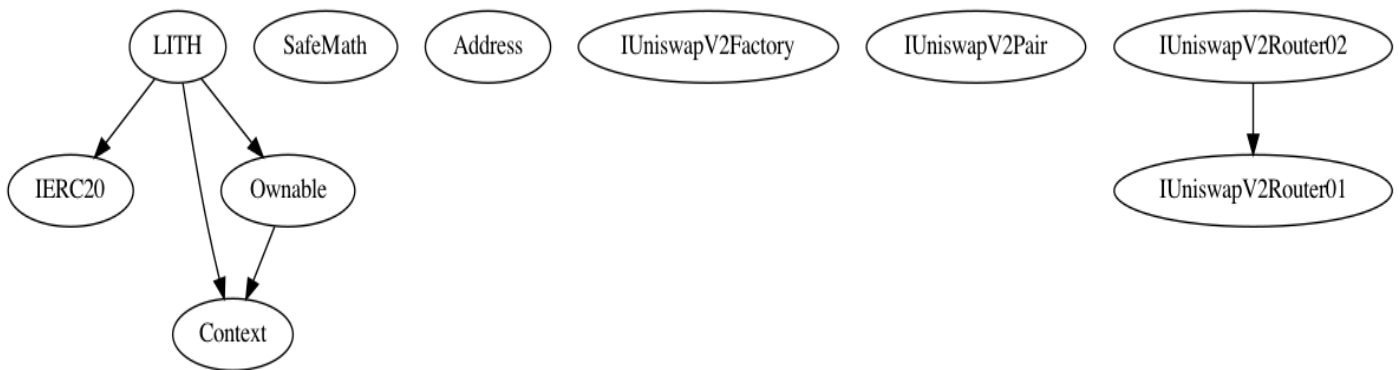 LITH
SafeMath
Address
IUniswapV2Factory
IUniswapV2Pair
IUniswapV2Router02
IERC20
Ownable
IUniswapV2Router01
Context